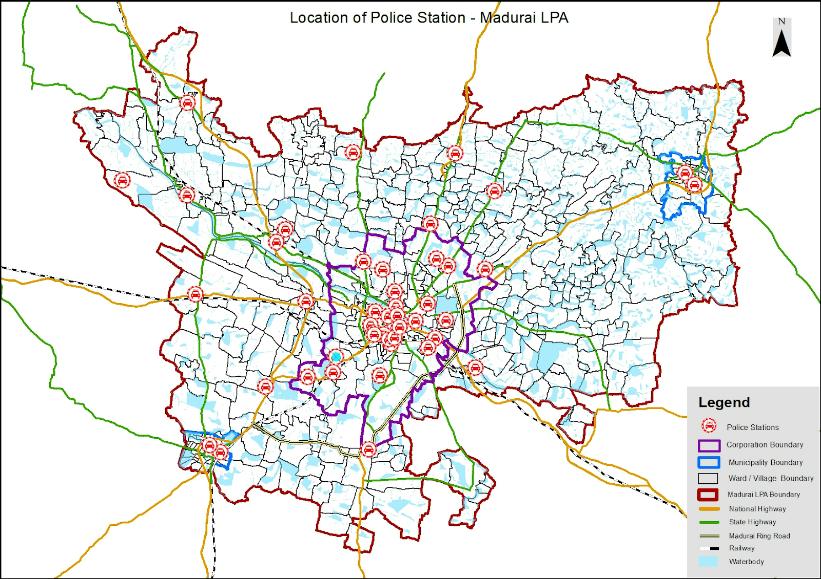 Location of Police Station - Madurai LPA
N
Legend
Police Stations
Corporation Boundary
Municipality Boundary
Ward / Village Boundary
Madurai LPA Boundary
National Highway
State Highway
Madurai Ring Road
Railway
Waterbody